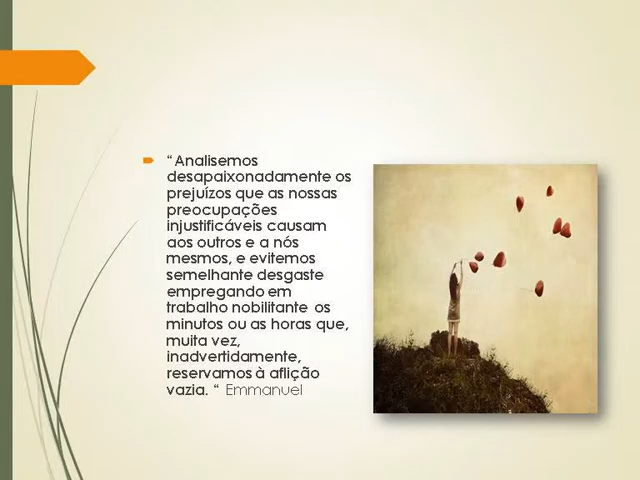 “Analisemos
desapaixonadamente os
prejuízos que as nossas
preocupações
injustificáveis causam
aos outros e a nós
mesmos, e evitemos
semelhante desgaste
empregando em
trabalho nobilitante os
minutos ou as horas que,
muita vez,
inadvertidamente,
reservamos à aflição
vazia. “ Emmanuel